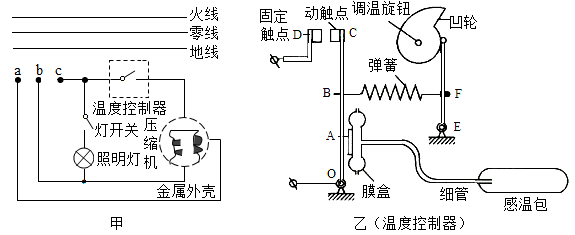 火线
零线
地线
a b c
温度控制器
灯开关
压缩机
照明灯
金属外壳
甲
固定触点
D
动触点
C
调温旋钮
凹轮
弹簧
B
F
A
E
O
膜盒
细管
感温包
乙(温度控制器)